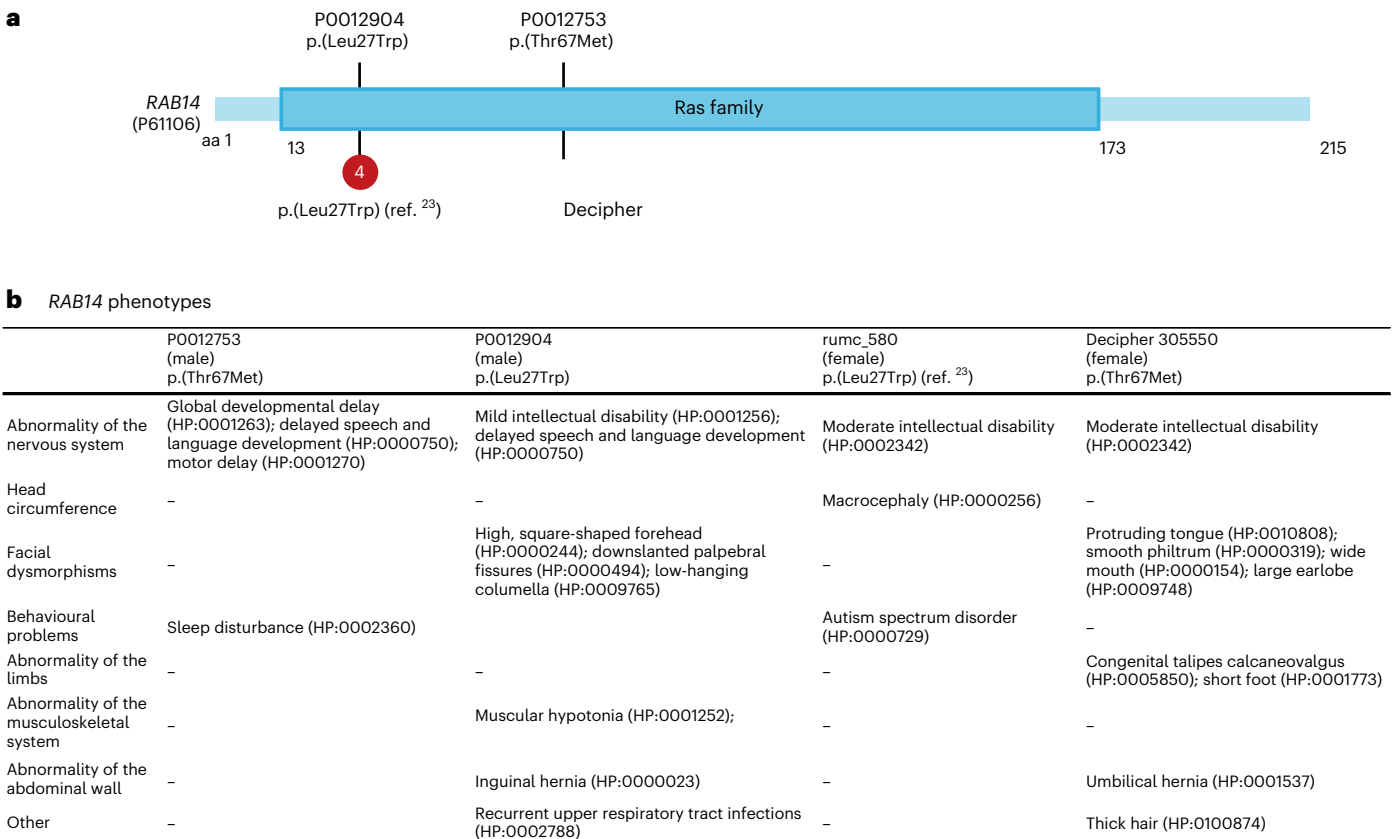 a
P0012904
p.(Leu27Trp)
P0012753
p.(Thr67Met)
RAB14
(P61106)
aa 1
Ras family
13
173
215
4
p.(Leu27Trp) (ref. 23)
Decipher
b RAB14 phenotypes
P0012753
(male)
p.(Thr67Met)
P0012904
(male)
p.(Leu27Trp)
rumc_580
(female)
p.(Leu27Trp) (ref. 23)
Decipher 305550
(female)
p.(Thr67Met)
Abnormality of the
nervous system
Global developmental delay
(HP:0001263); delayed speech and
language development (HP:0000750);
motor delay (HP:0001270)
Mild intellectual disability (HP:0001256);
delayed speech and language development
(HP:0000750)
Moderate intellectual disability
(HP:0002342)
Moderate intellectual disability
(HP:0002342)
Head
circumference
–
–
Macrocephaly (HP:0000256)
–
Facial
dysmorphisms
–
High, square-shaped forehead
(HP:0000244); downslanted palpebral
fissures (HP:0000494); low-hanging
columella (HP:0009765)
–
Protruding tongue (HP:0010808);
smooth philtrum (HP:0000319); wide
mouth (HP:0000154); large earlobe
(HP:0009748)
Behavioural
problems
Sleep disturbance (HP:0002360)
Autism spectrum disorder
(HP:0000729)
–
Abnormality of the
limbs
–
–
–
Congenital talipes calcaneovalgus
(HP:0005850); short foot (HP:0001773)
Abnormality of the
musculoskeletal
system
–
Muscular hypotonia (HP:0001252);
–
–
Abnormality of the
abdominal wall
–
Inguinal hernia (HP:0000023)
–
Umbilical hernia (HP:0001537)
Other
–
Recurrent upper respiratory tract infections
(HP:0002788)
–
Thick hair (HP:0100874)